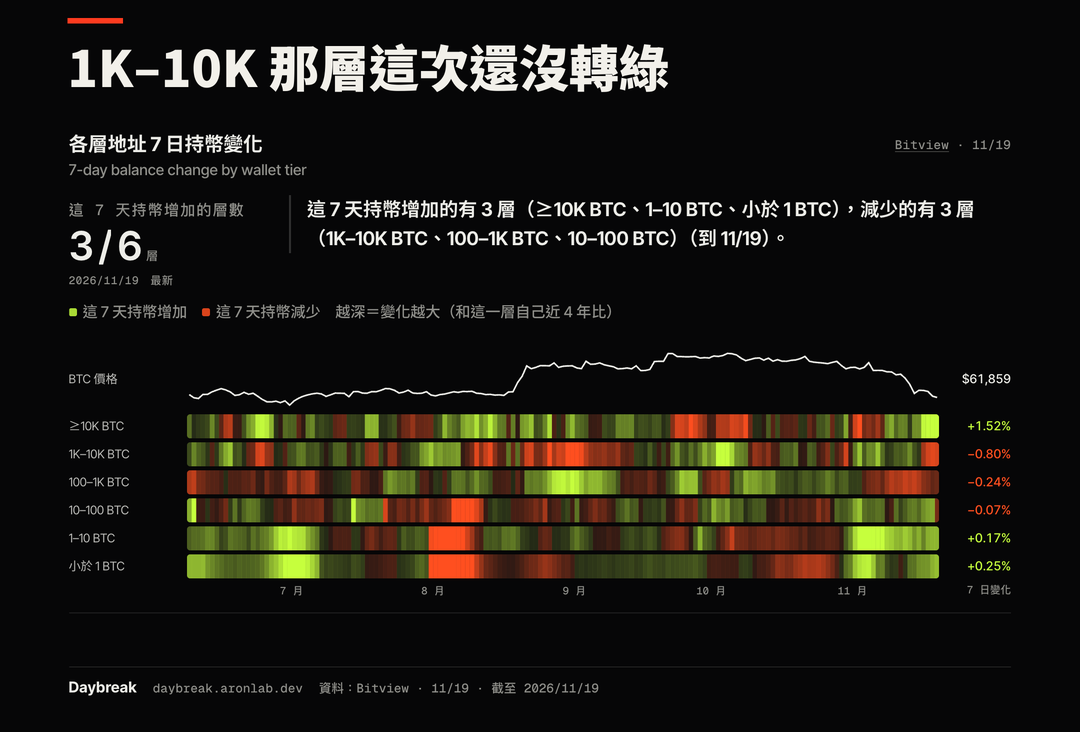 1K–10K 那層這次還沒轉綠
各層地址 7 日持幣變化
Bitview · 11/19
7-day balance change by wallet tier
這 7 天持幣增加的層數
3/6層
2026/11/19 最新
這 7 天持幣增加的有 3 層（≥10K BTC、1–10 BTC、小於 1 BTC），減少的有 3 層
（1K–10K BTC、100–1K BTC、10–100 BTC）（到 11/19）。
這 7 天持幣增加 這 7 天持幣減少 越深＝變化越大（和這一層自己近 4 年比）
BTC 價格 $61,859
≥10K BTC +1.52%
1K–10K BTC −0.80%
100–1K BTC −0.24%
10–100 BTC −0.07%
1–10 BTC +0.17%
小於 1 BTC +0.25%
7 月 8 月 9 月 10 月 11 月 7 日變化
Daybreak daybreak.aronlab.dev 資料：Bitview · 11/19 · 截至 2026/11/19